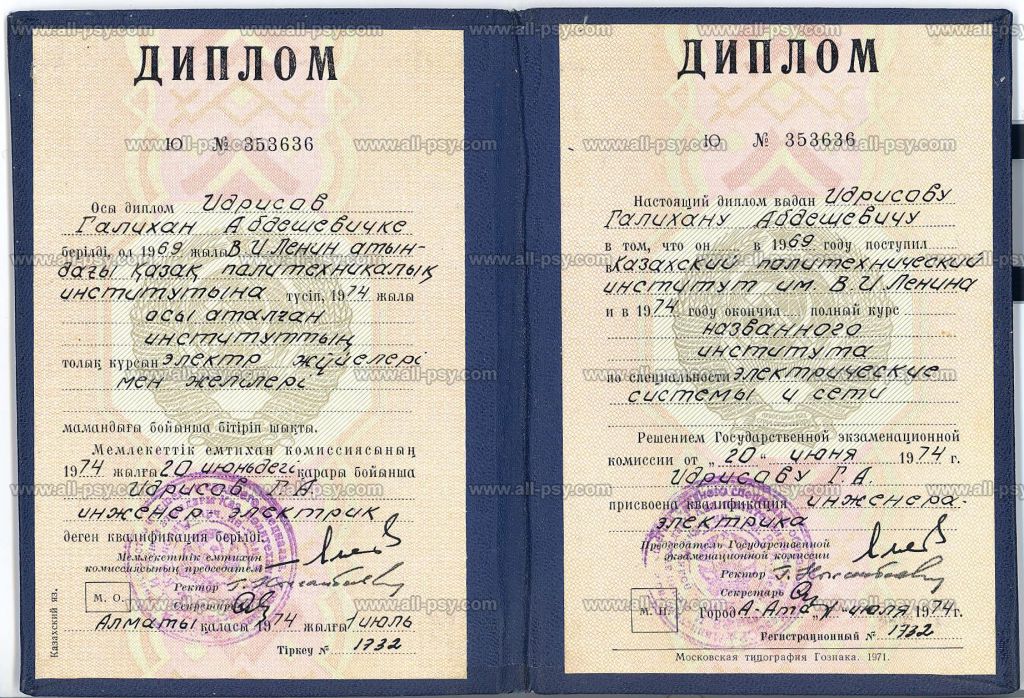 ДИПЛОМ
Ю № 353636
Осы диплом Идрисов
Галихан Абдешевичке
берілді, ол 1969 жылы В.И.Ленин атын-
дағы қазақ политехникалық
институтына түсіп, 1974 жылы
осы аталған
институттың
толық курсын электр жүйелері
мен желілері
мамандығы бойынша бітіріп шықты.
Мемлекеттік емтихан комиссиясының
1974 жылғы 20 июньдегі қарары бойынша
Идрисов Г.А.
инженер электрик
деген квалификация берілді.
Мемлекеттік емтихан
комиссиясының председателі
Ректор
Секретарь
М. О.
Алматы қаласы 1974 жылғы 1 июль
Тіркеу № 1732
Казахский яз.
ДИПЛОМ
Ю № 353636
Настоящий диплом выдан Идрисову
Галихану Абдешевичу
в том, что он в 1969 году поступил
в Казахский политехнический
институт им. В.И Ленина
и в 1974 году окончил полный курс
названного
института
по специальности электрические
системы и сети
Решением Государственной экзаменационной
комиссии от „20“ июня 1974 г.
Идрисову Г.А.
присвоена квалификация инженера
электрика
Председатель Государственной
экзаменационной комиссии
Ректор
Секретарь
М. П.
Город А-Ата 1 июля 1974 г.
Регистрационный № 1732
Московская типография Гознака. 1971.
www.all-psy.com